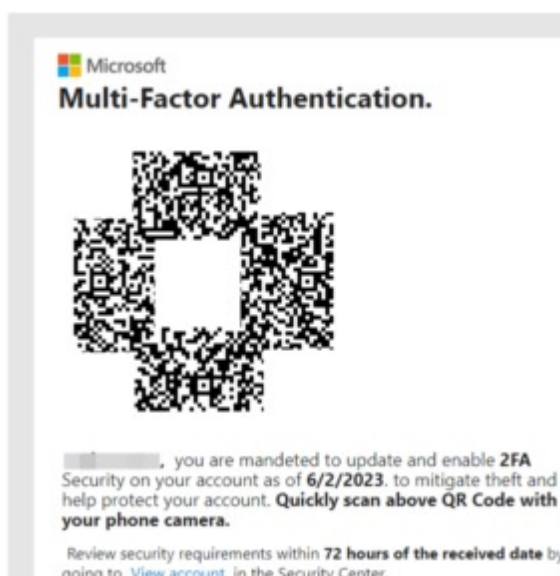 Microsoft
Multi-Factor Authentication.
, you are mandeted to update and enable 2FA
Security on your account as of 6/2/2023. to mitigate theft and
help protect your account. Quickly scan above QR Code with
your phone camera.
Review security requirements within 72 hours of the received date by
going to View account in the Security Center.